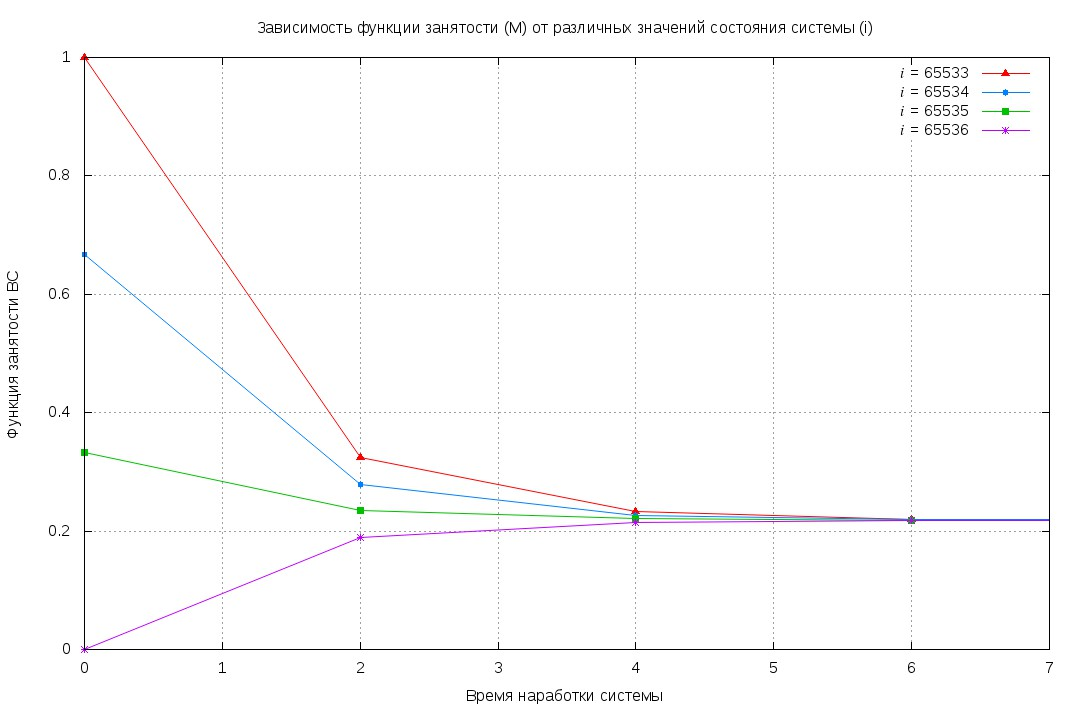 Зависимость функции занятости (M) от различных значений состояния системы (i)
i = 65533
i = 65534
i = 65535
i = 65536
Функция занятости ВС
1
0.8
0.6
0.4
0.2
0
0 1 2 3 4 5 6 7
Время наработки системы